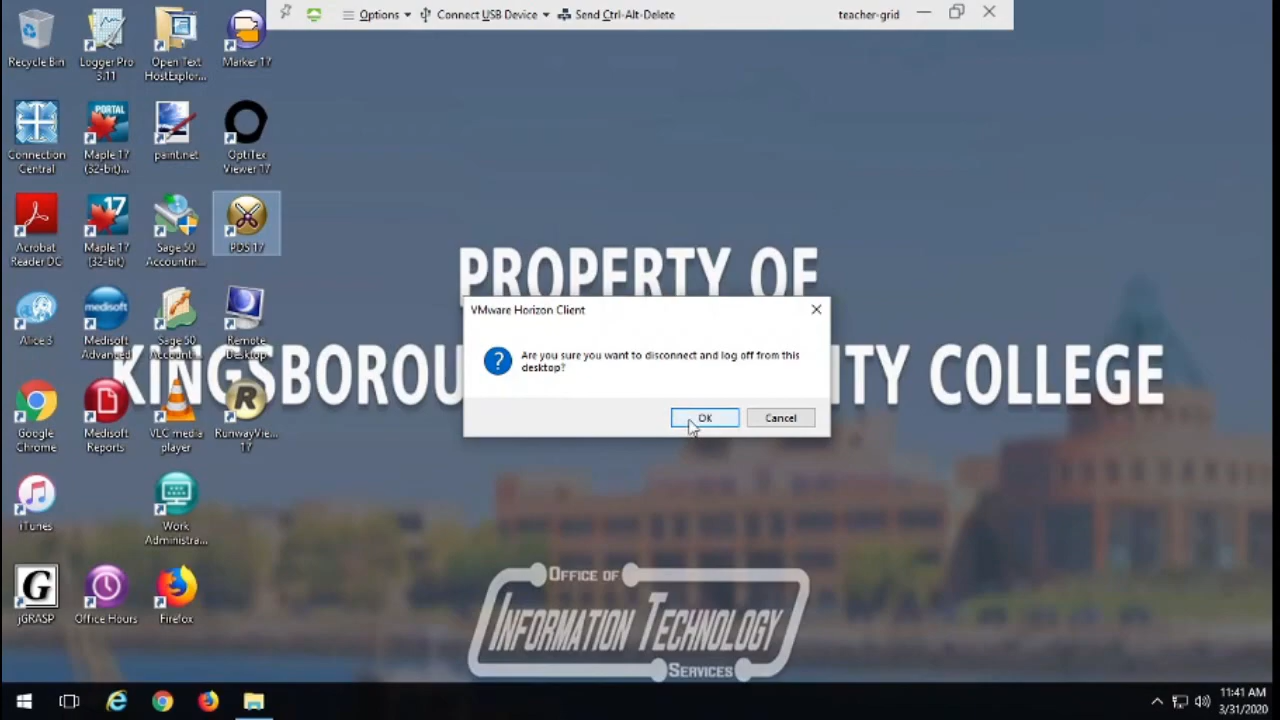 Options
Connect USB Device
Send Ctrl-Alt-Delete
teacher-grid
Recycle Bin
Logger Pro
3.11
Open Text
HostExplor...
Marker 17
Connection
Central
PORTAL
Maple 17
(32-bit)...
paint.net
OptiTex
Viewer 17
Acrobat
Reader DC
17
Maple 17
(32-bit)
Sage 50
Accountin...
PDS 17
Alice 3
Medisoft
Advanced
Sage 50
Account...
Remote
Desktop
Google
Chrome
Medisoft
Reports
VLC media
player
R
RunwayVie...
17
iTunes
Work
Administra...
G
jGRASP
Office Hours
Firefox
PROPERTY OF
VMware Horizon Client
?
Are you sure you want to disconnect and log off from this
desktop?
OK
Cancel
KINGSBOROU
ITY COLLEGE
OFFICE OF
INFORMATION TECHNOLOGY
SERVICES
11:41 AM
3/31/2020